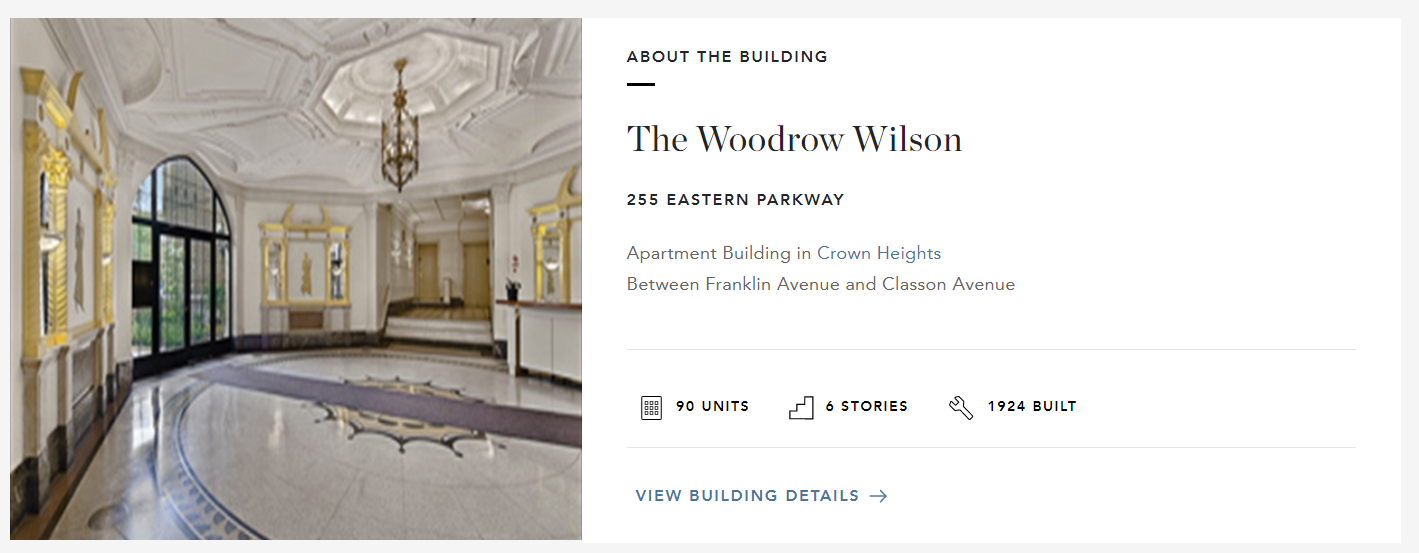 ABOUT THE BUILDING
The Woodrow Wilson
255 EASTERN PARKWAY
Apartment Building in Crown Heights
Between Franklin Avenue and Classon Avenue
90 UNITS 6 STORIES 1924 BUILT
VIEW BUILDING DETAILS →